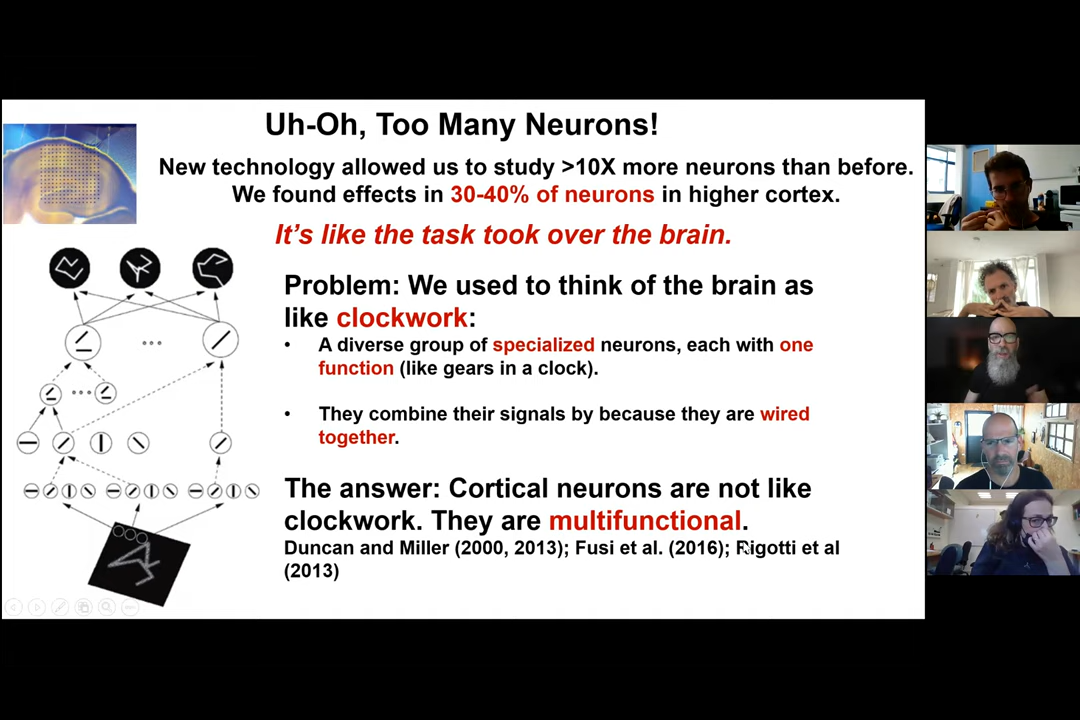 Uh-Oh, Too Many Neurons!
New technology allowed us to study >10X more neurons than before.
We found effects in 30-40% of neurons in higher cortex.
It's like the task took over the brain.
Problem: We used to think of the brain as
like clockwork:
• A diverse group of specialized neurons, each with one
function (like gears in a clock).
• They combine their signals by because they are wired
together.
The answer: Cortical neurons are not like
clockwork. They are multifunctional.
Duncan and Miller (2000, 2013); Fusi et al. (2016); Rigotti et al
(2013)